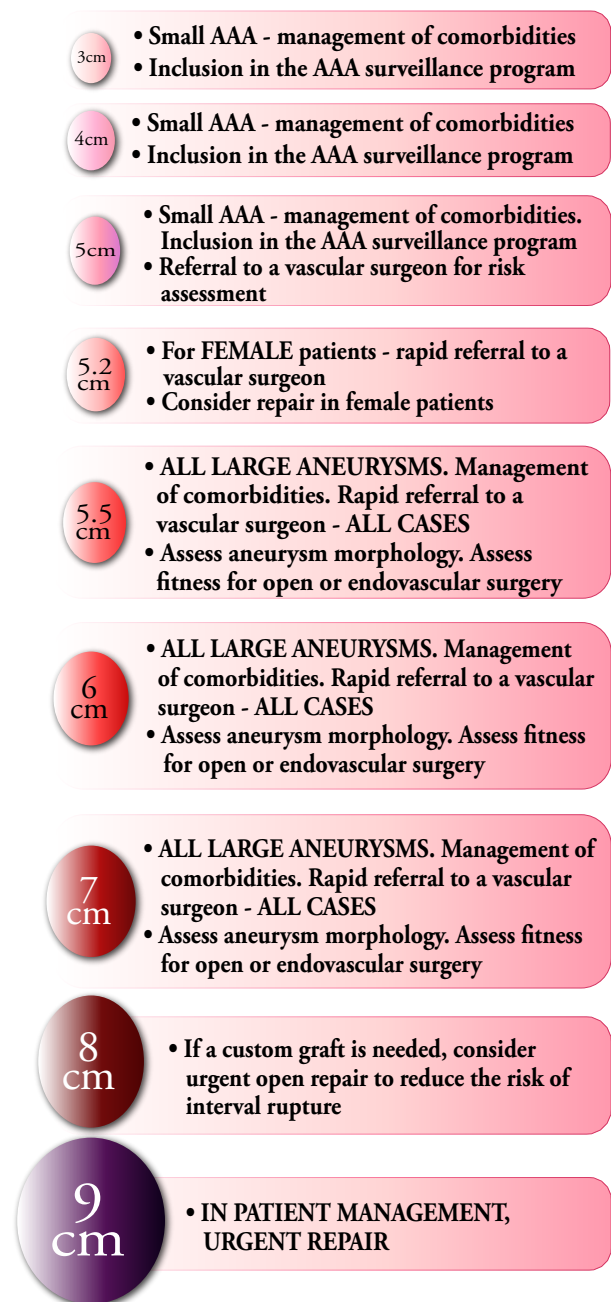 3cm
• Small AAA - management of comorbidities
• Inclusion in the AAA surveillance program
4cm
• Small AAA - management of comorbidities
• Inclusion in the AAA surveillance program
5cm
• Small AAA - management of comorbidities.
Inclusion in the AAA surveillance program
• Referral to a vascular surgeon for risk
assessment
5.2
cm
• For FEMALE patients - rapid referral to a
vascular surgeon
• Consider repair in female patients
5.5
cm
• ALL LARGE ANEURYSMS. Management
of comorbidities. Rapid referral to a
vascular surgeon - ALL CASES
• Assess aneurysm morphology. Assess
fitness for open or endovascular surgery
6
cm
• ALL LARGE ANEURYSMS. Management
of comorbidities. Rapid referral to a vascular
surgeon - ALL CASES
• Assess aneurysm morphology. Assess fitness
for open or endovascular surgery
7
cm
• ALL LARGE ANEURYSMS. Management of
comorbidities. Rapid referral to a vascular
surgeon - ALL CASES
• Assess aneurysm morphology. Assess fitness
for open or endovascular surgery
8
cm
• If a custom graft is needed, consider
urgent open repair to reduce the risk of
interval rupture
9
cm
• IN PATIENT MANAGEMENT,
URGENT REPAIR